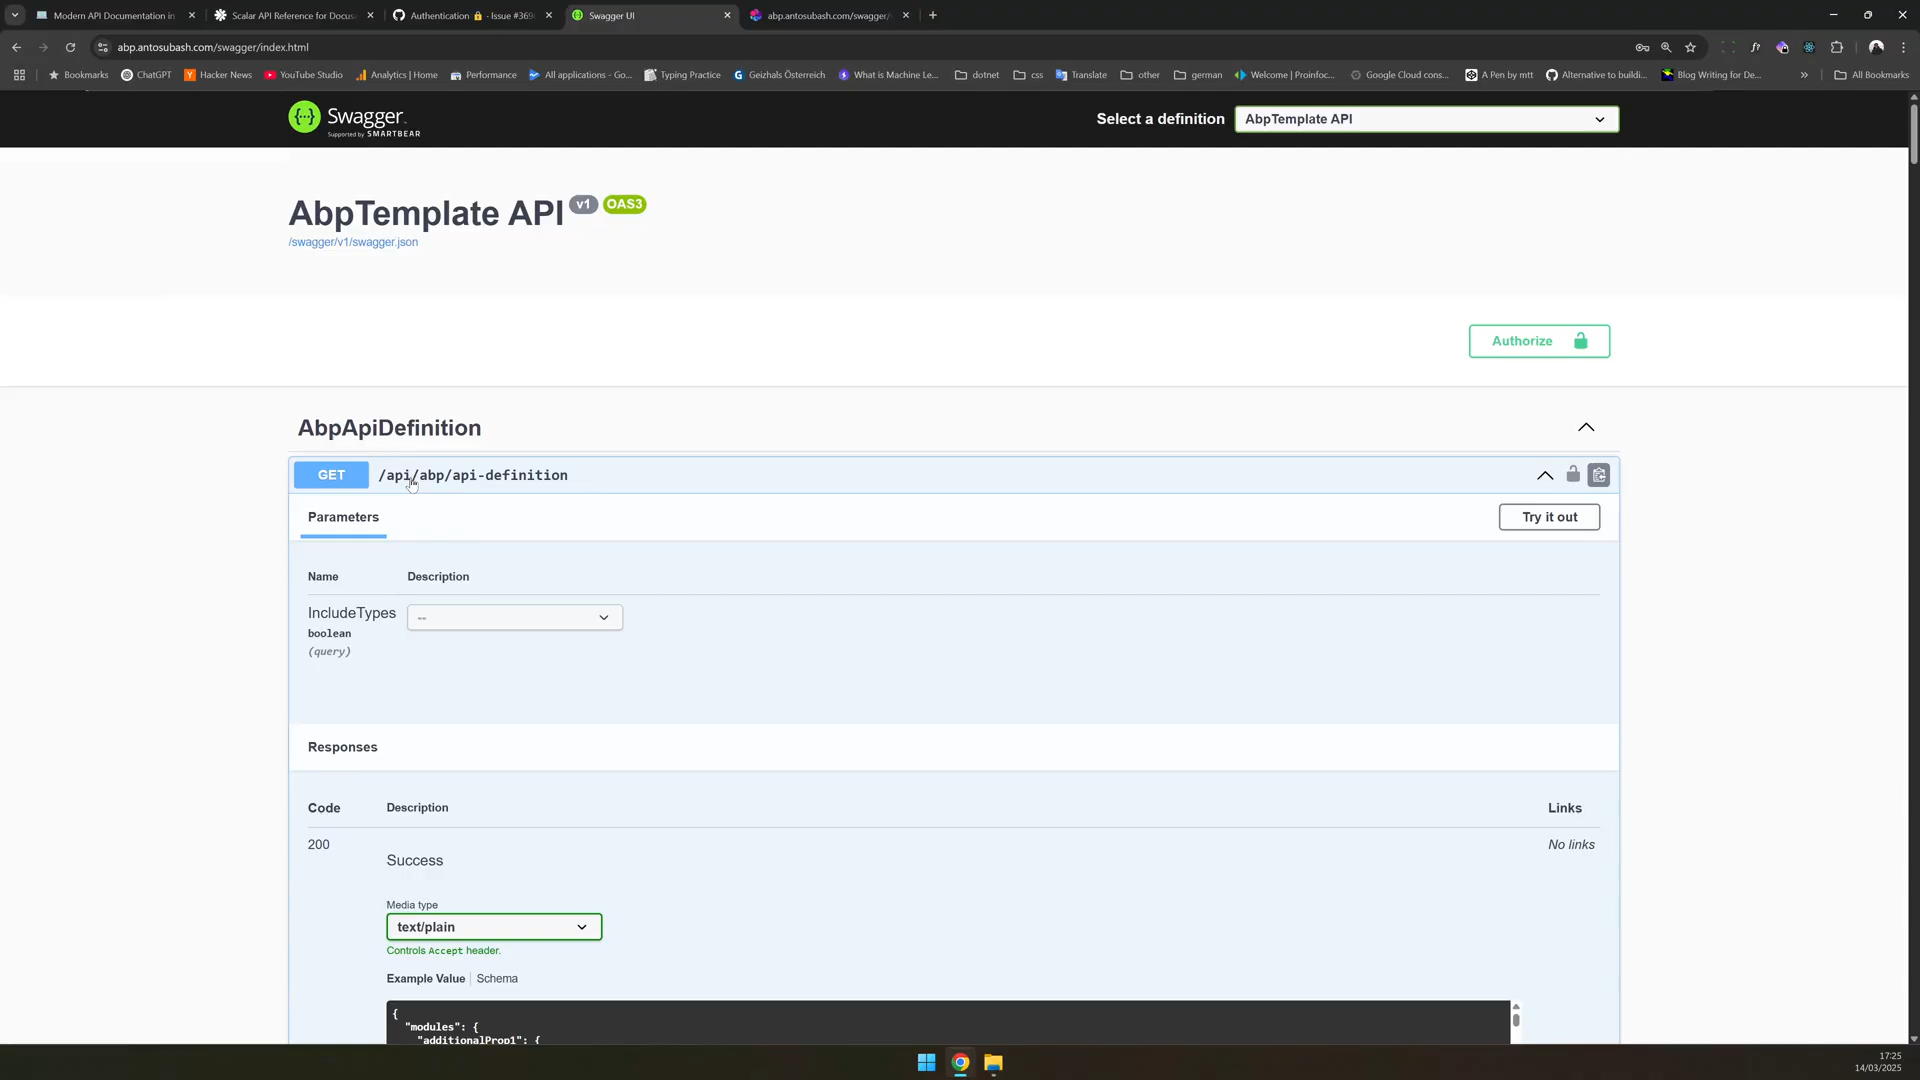 Modern API Documentation in
Scalar API Reference for Docus
Authentication 🔒 · Issue #369
Swagger UI
abp.antosubash.com/swagger/
abp.antosubash.com/swagger/index.html
Bookmarks
ChatGPT
Hacker News
YouTube Studio
Analytics | Home
Performance
All applications - Go...
Typing Practice
Geizhals Österreich
What is Machine Le...
dotnet
css
Translate
other
german
Welcome | Proinfoc...
Google Cloud cons...
A Pen by mtt
Alternative to buildi...
Blog Writing for De...
All Bookmarks
Swagger
Supported by SMARTBEAR
Select a definition
AbpTemplate API
AbpTemplate API v1 OAS3
/swagger/v1/swagger.json
Authorize
AbpApiDefinition
GET /api/abp/api-definition
Parameters
Try it out
Name Description
IncludeTypes
boolean
(query)
--
Responses
Code Description Links
200
Success
No links
Media type
text/plain
Controls Accept header.
Example Value Schema
{
"modules": {
"additionalProp1": {
17:25
14/03/2025